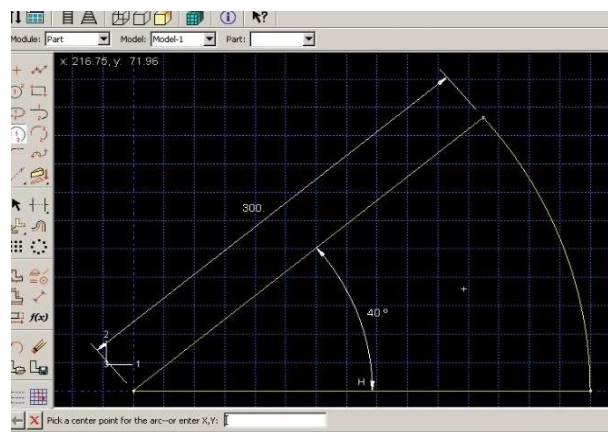 Module: Part Model: Model-1 Part:
x: 216.75, y: 71.96
300.
40.°
2
3 1
H
f(x)
Pick a center point for the arc--or enter X,Y: